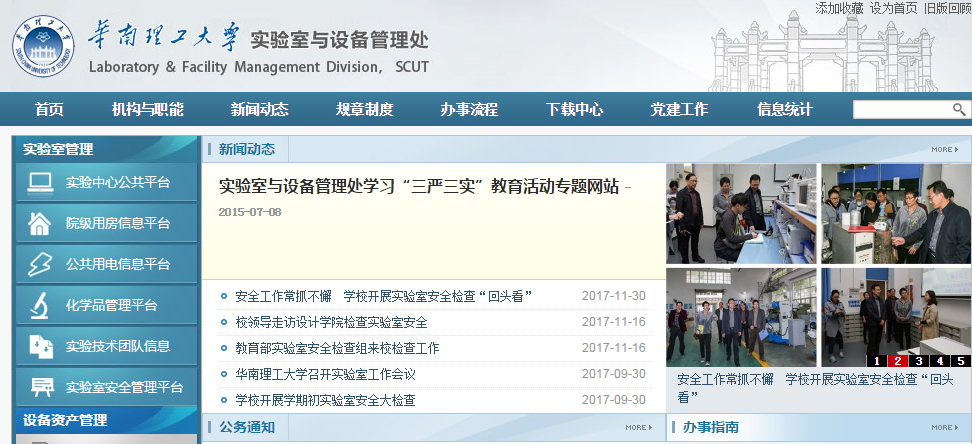 添加收藏 设为首页 旧版回顾
华南理工大学 实验室与设备管理处
Laboratory & Facility Management Division, SCUT
首页 机构与职能 新闻动态 规章制度 办事流程 下载中心 党建工作 信息统计
实验室管理
实验中心公共平台
院级用房信息平台
公共用电信息平台
化学品管理平台
实验技术团队信息
实验室安全管理平台
设备资产管理
新闻动态 MORE
实验室与设备管理处学习“三严三实”教育活动专题网站 -
2015-07-08
安全工作常抓不懈 学校开展实验室安全检查“回头看” 2017-11-30
校领导走访设计学院检查实验室安全 2017-11-16
教育部实验室安全检查组来校检查工作 2017-11-16
华南理工大学召开实验室工作会议 2017-09-30
学校开展学期初实验室安全大检查 2017-09-30
1 2 3 4 5
安全工作常抓不懈 学校开展实验室安全检查“回头
看”
公务通知 MORE
办事指南 MORE